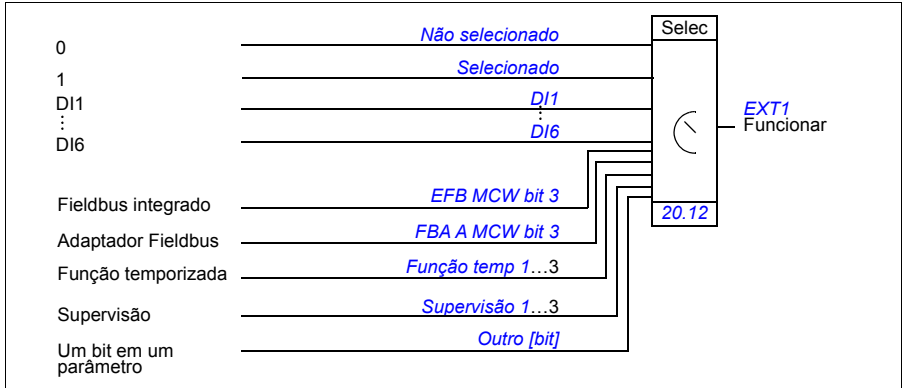 0 Não selecionado Selec
1 Selecionado
DI1 DI1 EXT1
⋮ ⋮ Funcionar
DI6 DI6
Fieldbus integrado EFB MCW bit 3 20.12
Adaptador Fieldbus FBA A MCW bit 3
Função temporizada Função temp 1…3
Supervisão Supervisão 1…3
Um bit em um Outro [bit]
parâmetro